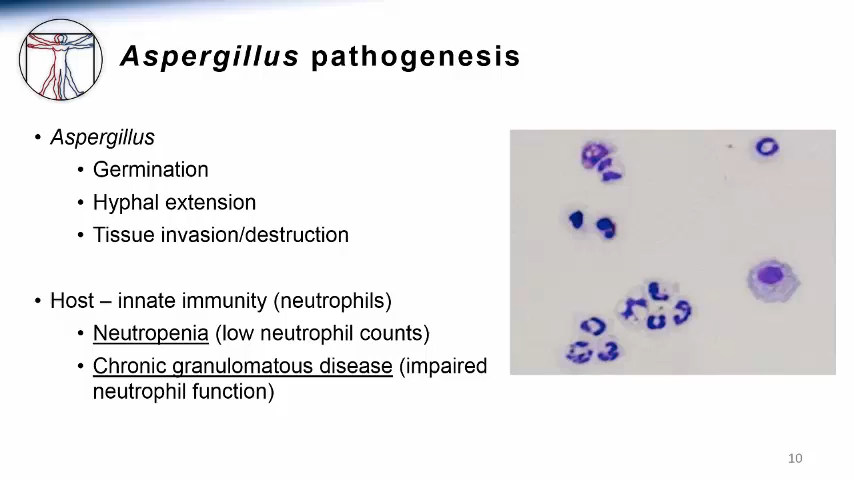 Aspergillus pathogenesis
• Aspergillus
• Germination
• Hyphal extension
• Tissue invasion/destruction
• Host – innate immunity (neutrophils)
• Neutropenia (low neutrophil counts)
• Chronic granulomatous disease (impaired
neutrophil function)
10